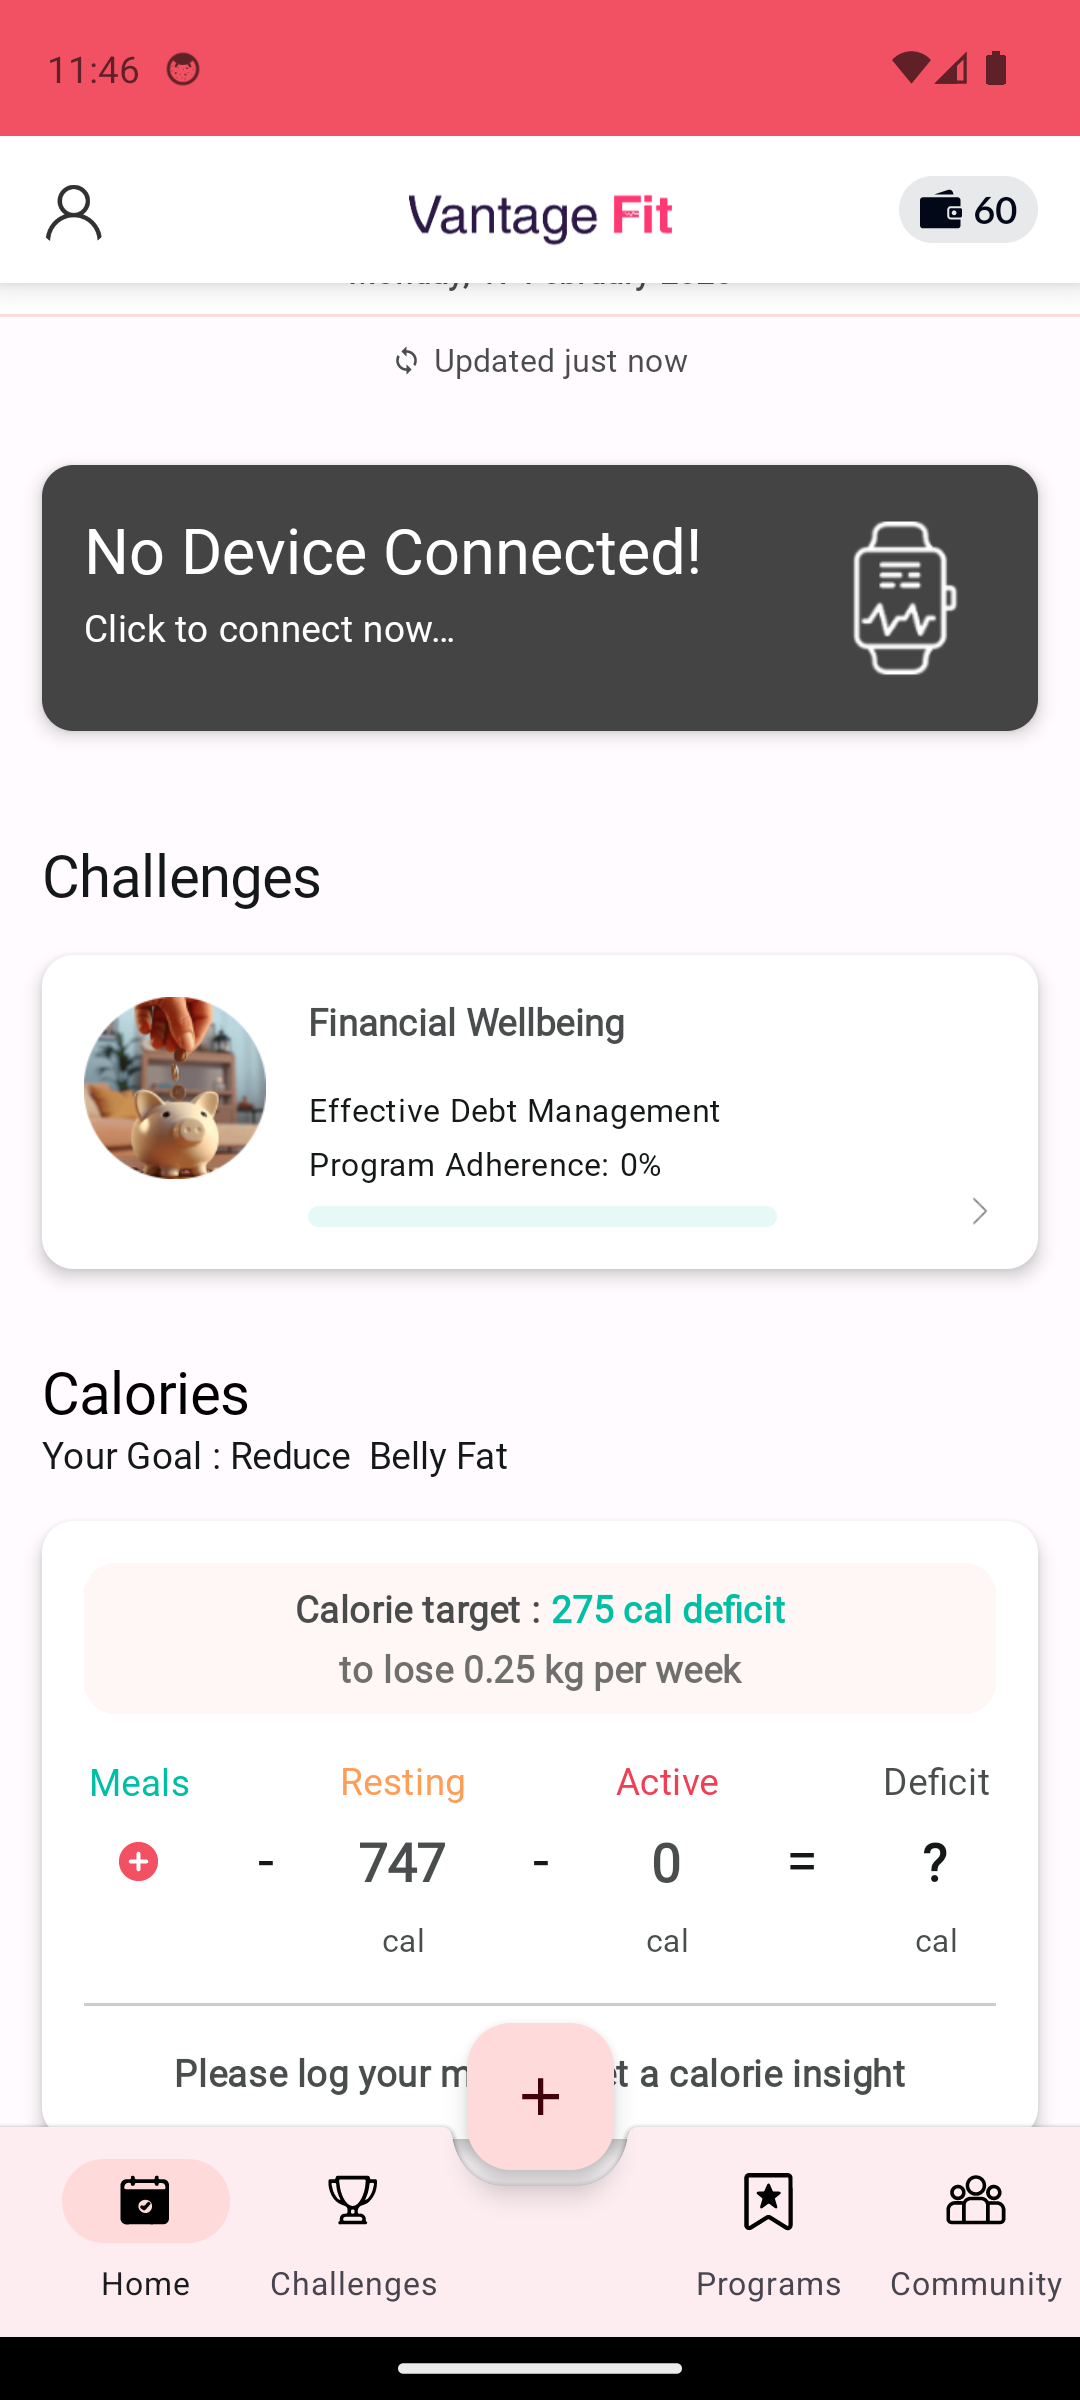 11:46
Vantage Fit
60
Updated just now
No Device Connected!
Click to connect now...
Challenges
Financial Wellbeing
Effective Debt Management
Program Adherence: 0%
Calories
Your Goal : Reduce  Belly Fat
Calorie target : 275 cal deficit
to lose 0.25 kg per week
Meals Resting Active Deficit
- 747 - 0 = ?
cal cal cal
Please log your a calorie insight
+
Home Challenges Programs Community